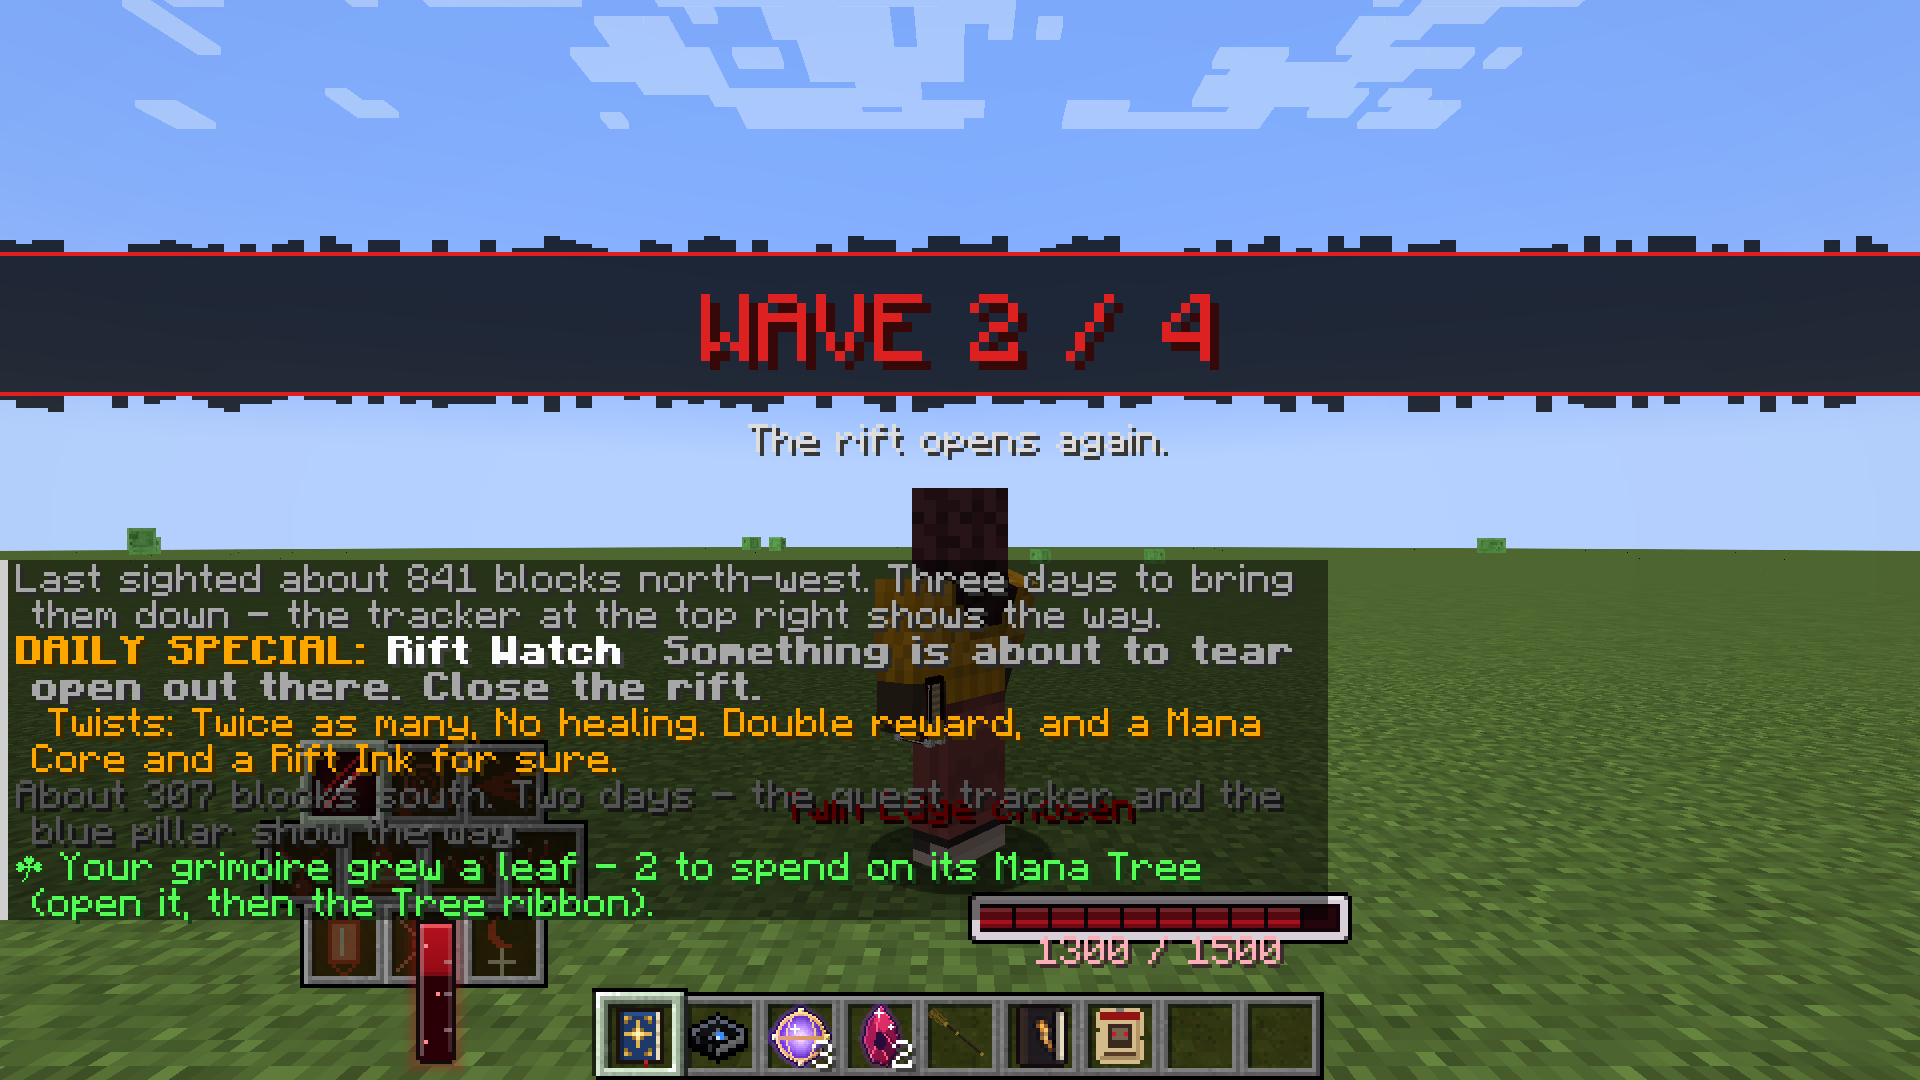 WAVE 2 / 4
The rift opens again.
Last sighted about 841 blocks north-west. Three days to bring
them down - the tracker at the top right shows the way.
DAILY SPECIAL: Rift Watch Something is about to tear
open out there. Close the rift.
Twists: Twice as many, No healing. Double reward, and a Mana
Core and a Rift Ink for sure.
About 307 blocks south. Two days - the quest tracker and the
blue pillar show the way.
Twin Edge chosen
☘ Your grimoire grew a leaf - 2 to spend on its Mana Tree
(open it, then the Tree ribbon).
1300 / 1500
3
2